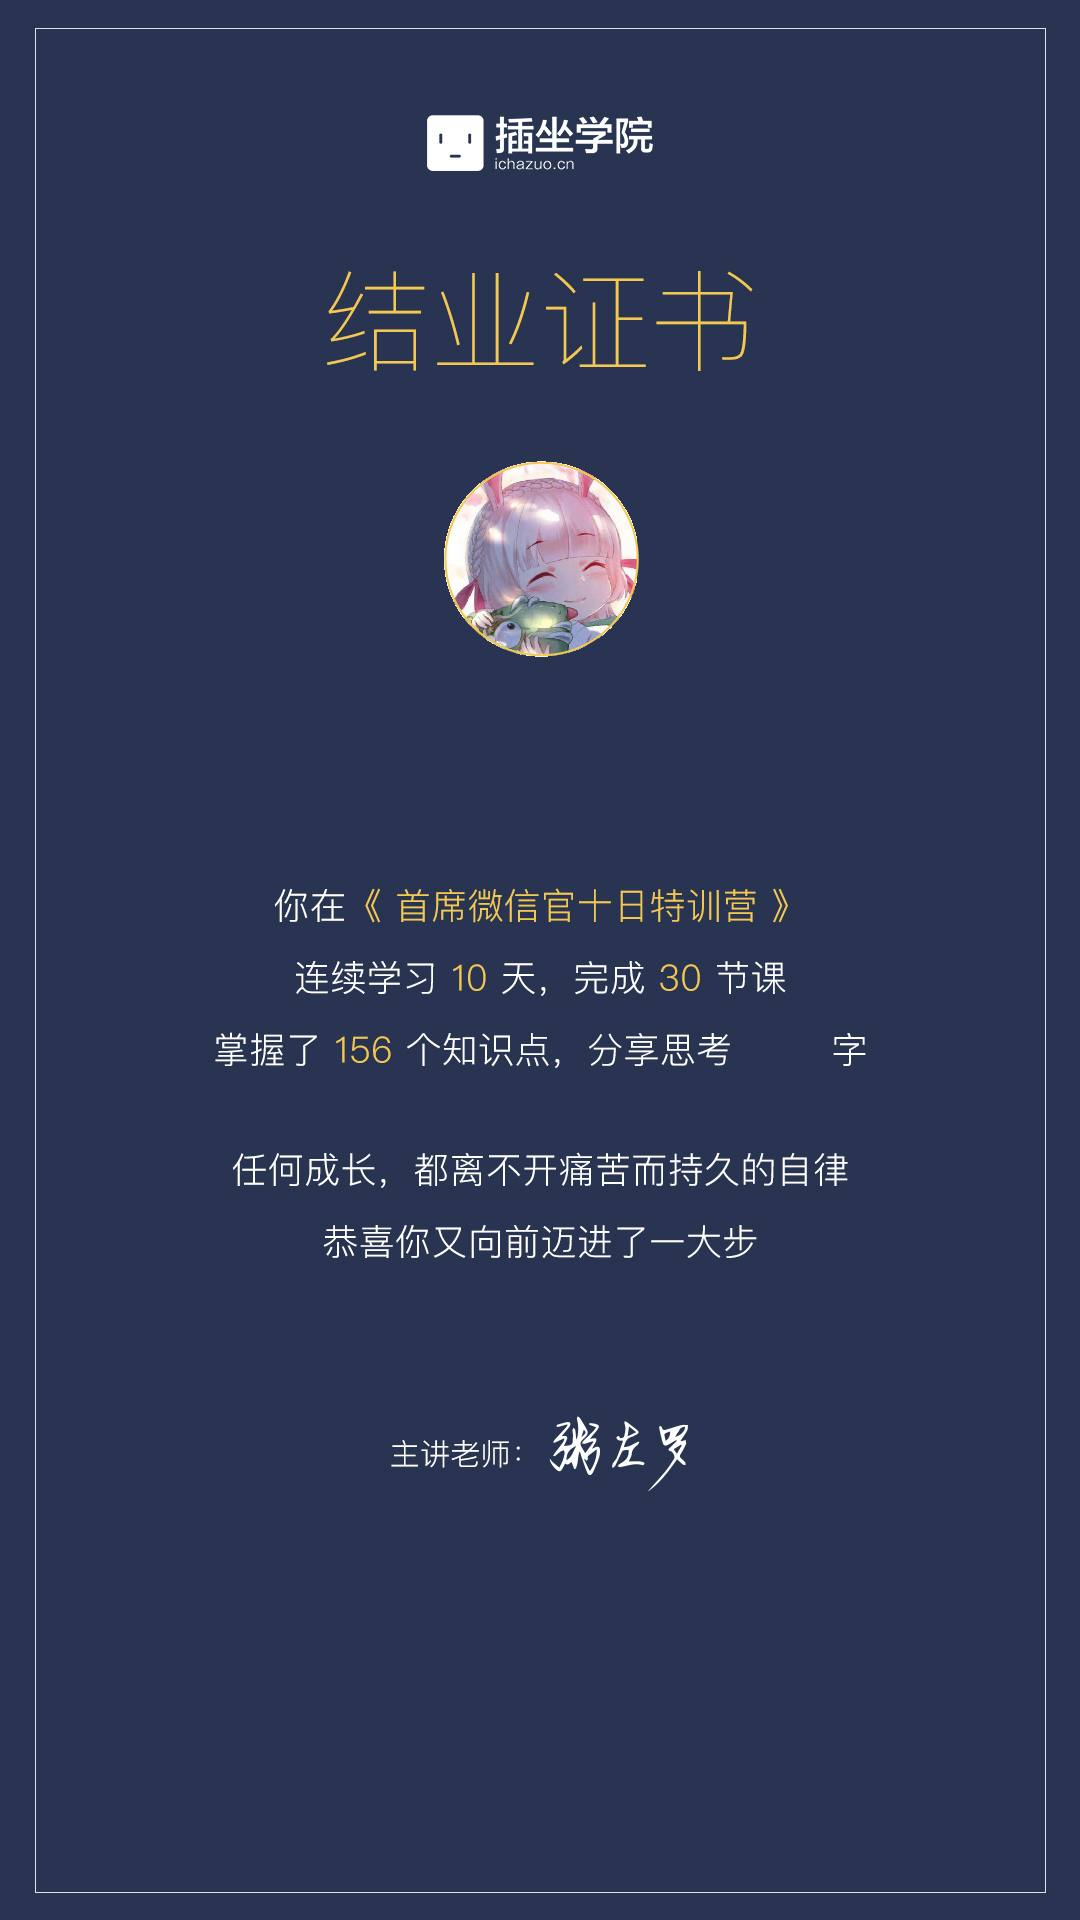 插坐学院
ichazuo.cn
结业证书
你在《 首席微信官十日特训营 》
连续学习 10 天，完成 30 节课
掌握了 156 个知识点，分享思考 字
任何成长，都离不开痛苦而持久的自律
恭喜你又向前迈进了一大步
主讲老师：粥左罗